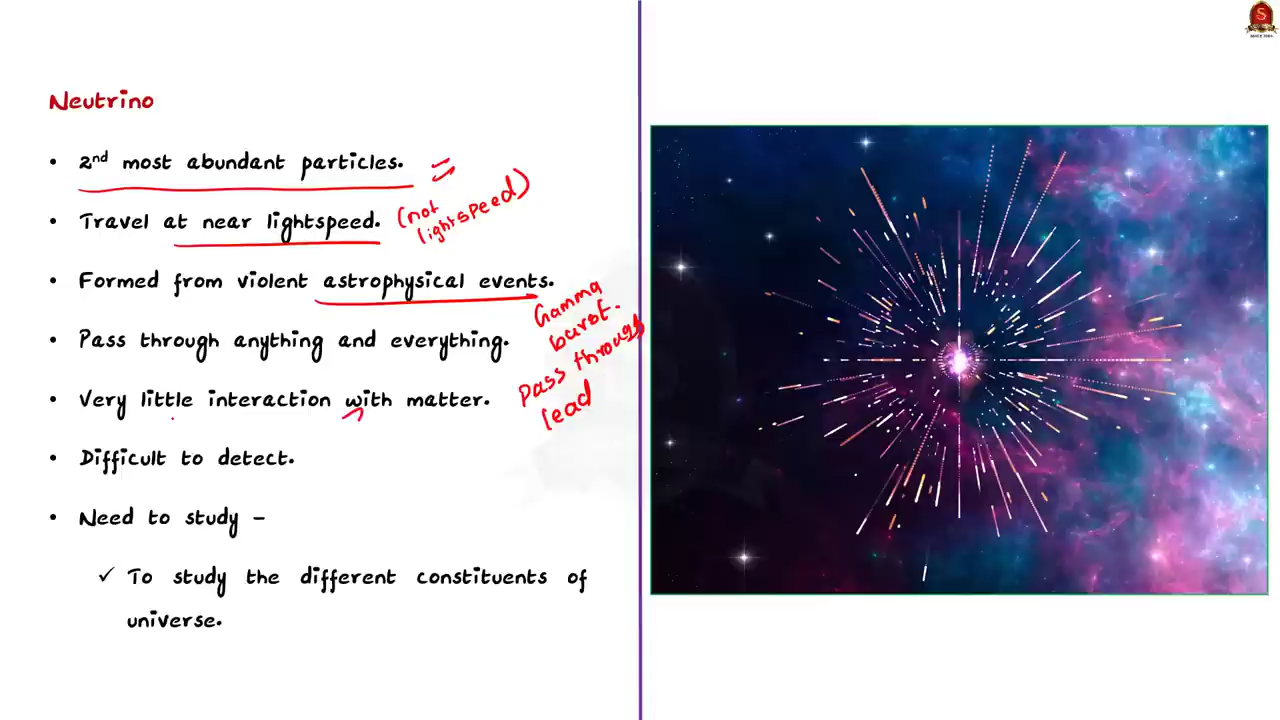 Neutrino
• 2nd most abundant particles.
• Travel at near lightspeed. (not lightspeed)
• Formed from violent astrophysical events.
Gamma
burst.
• Pass through anything and everything.
Pass through
lead
• Very little interaction with matter.
• Difficult to detect.
• Need to study –
✓ To study the different constituents of
universe.
S